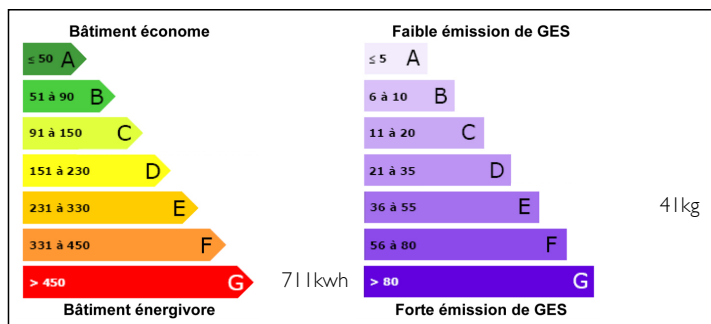 Bâtiment économe
≤ 50 A
51 à 90 B
91 à 150 C
151 à 230 D
231 à 330 E
331 à 450 F
> 450 G
711kwh
Bâtiment énergivore
Faible émission de GES
≤ 5 A
6 à 10 B
11 à 20 C
21 à 35 D
36 à 55 E
41kg
56 à 80 F
> 80 G
Forte émission de GES